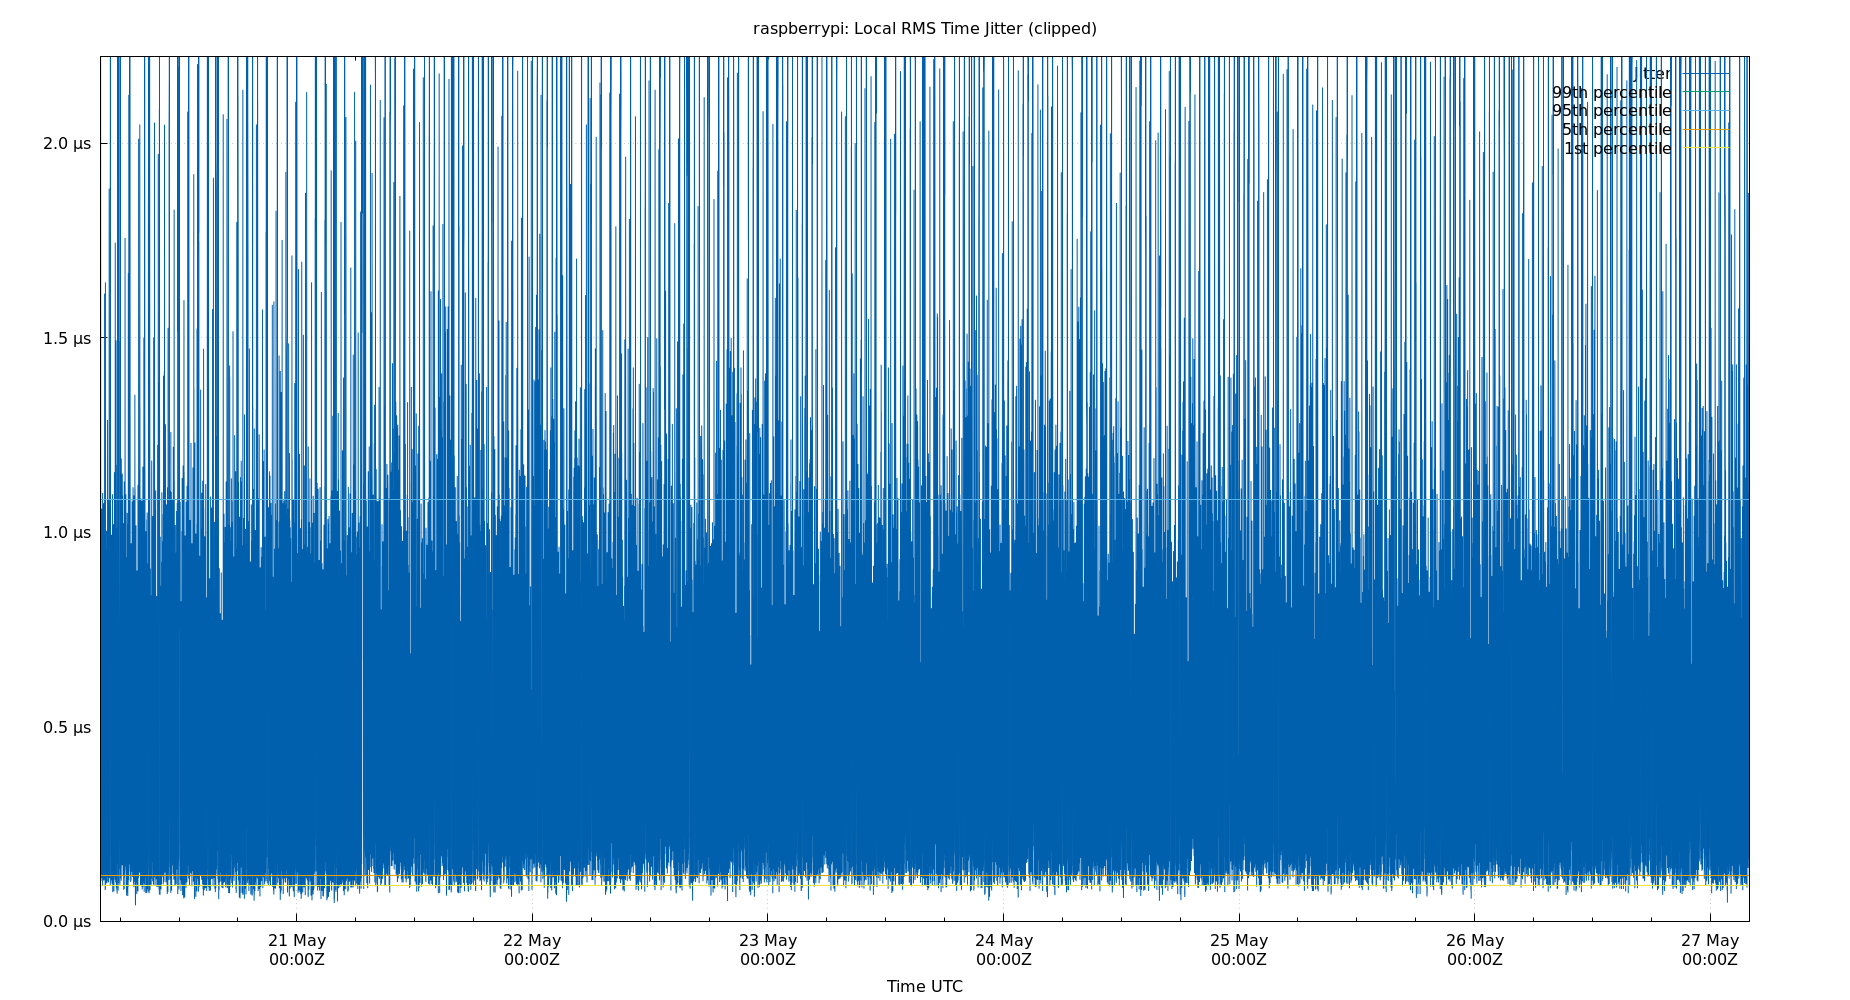 raspberrypi: Local RMS Time Jitter (clipped)
Jitter
99th percentile
95th percentile
5th percentile
1st percentile
2.0 µs
1.5 µs
1.0 µs
0.5 µs
0.0 µs
21 May 22 May 23 May 24 May 25 May 26 May 27 May
00:00Z 00:00Z 00:00Z 00:00Z 00:00Z 00:00Z 00:00Z
Time UTC